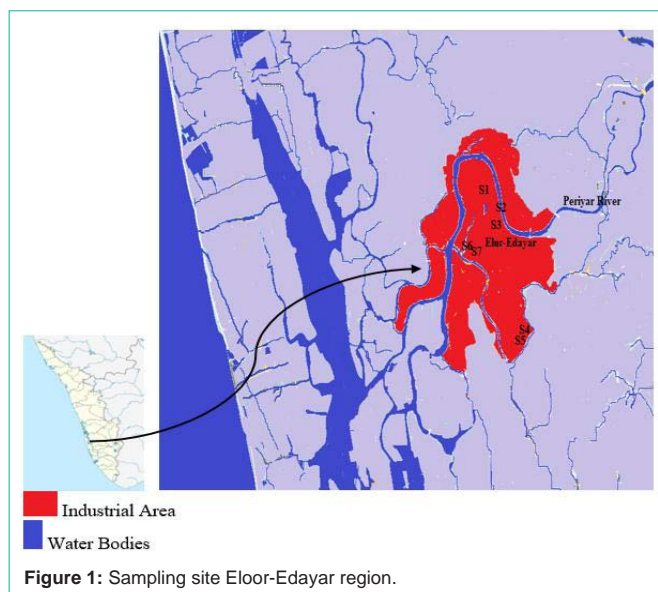 S1
S2
Periyar River
S3
Elur-Edayar
S6
S7
S4
S5
Industrial Area
Water Bodies
Figure 1: Sampling site Eloor-Edayar region.